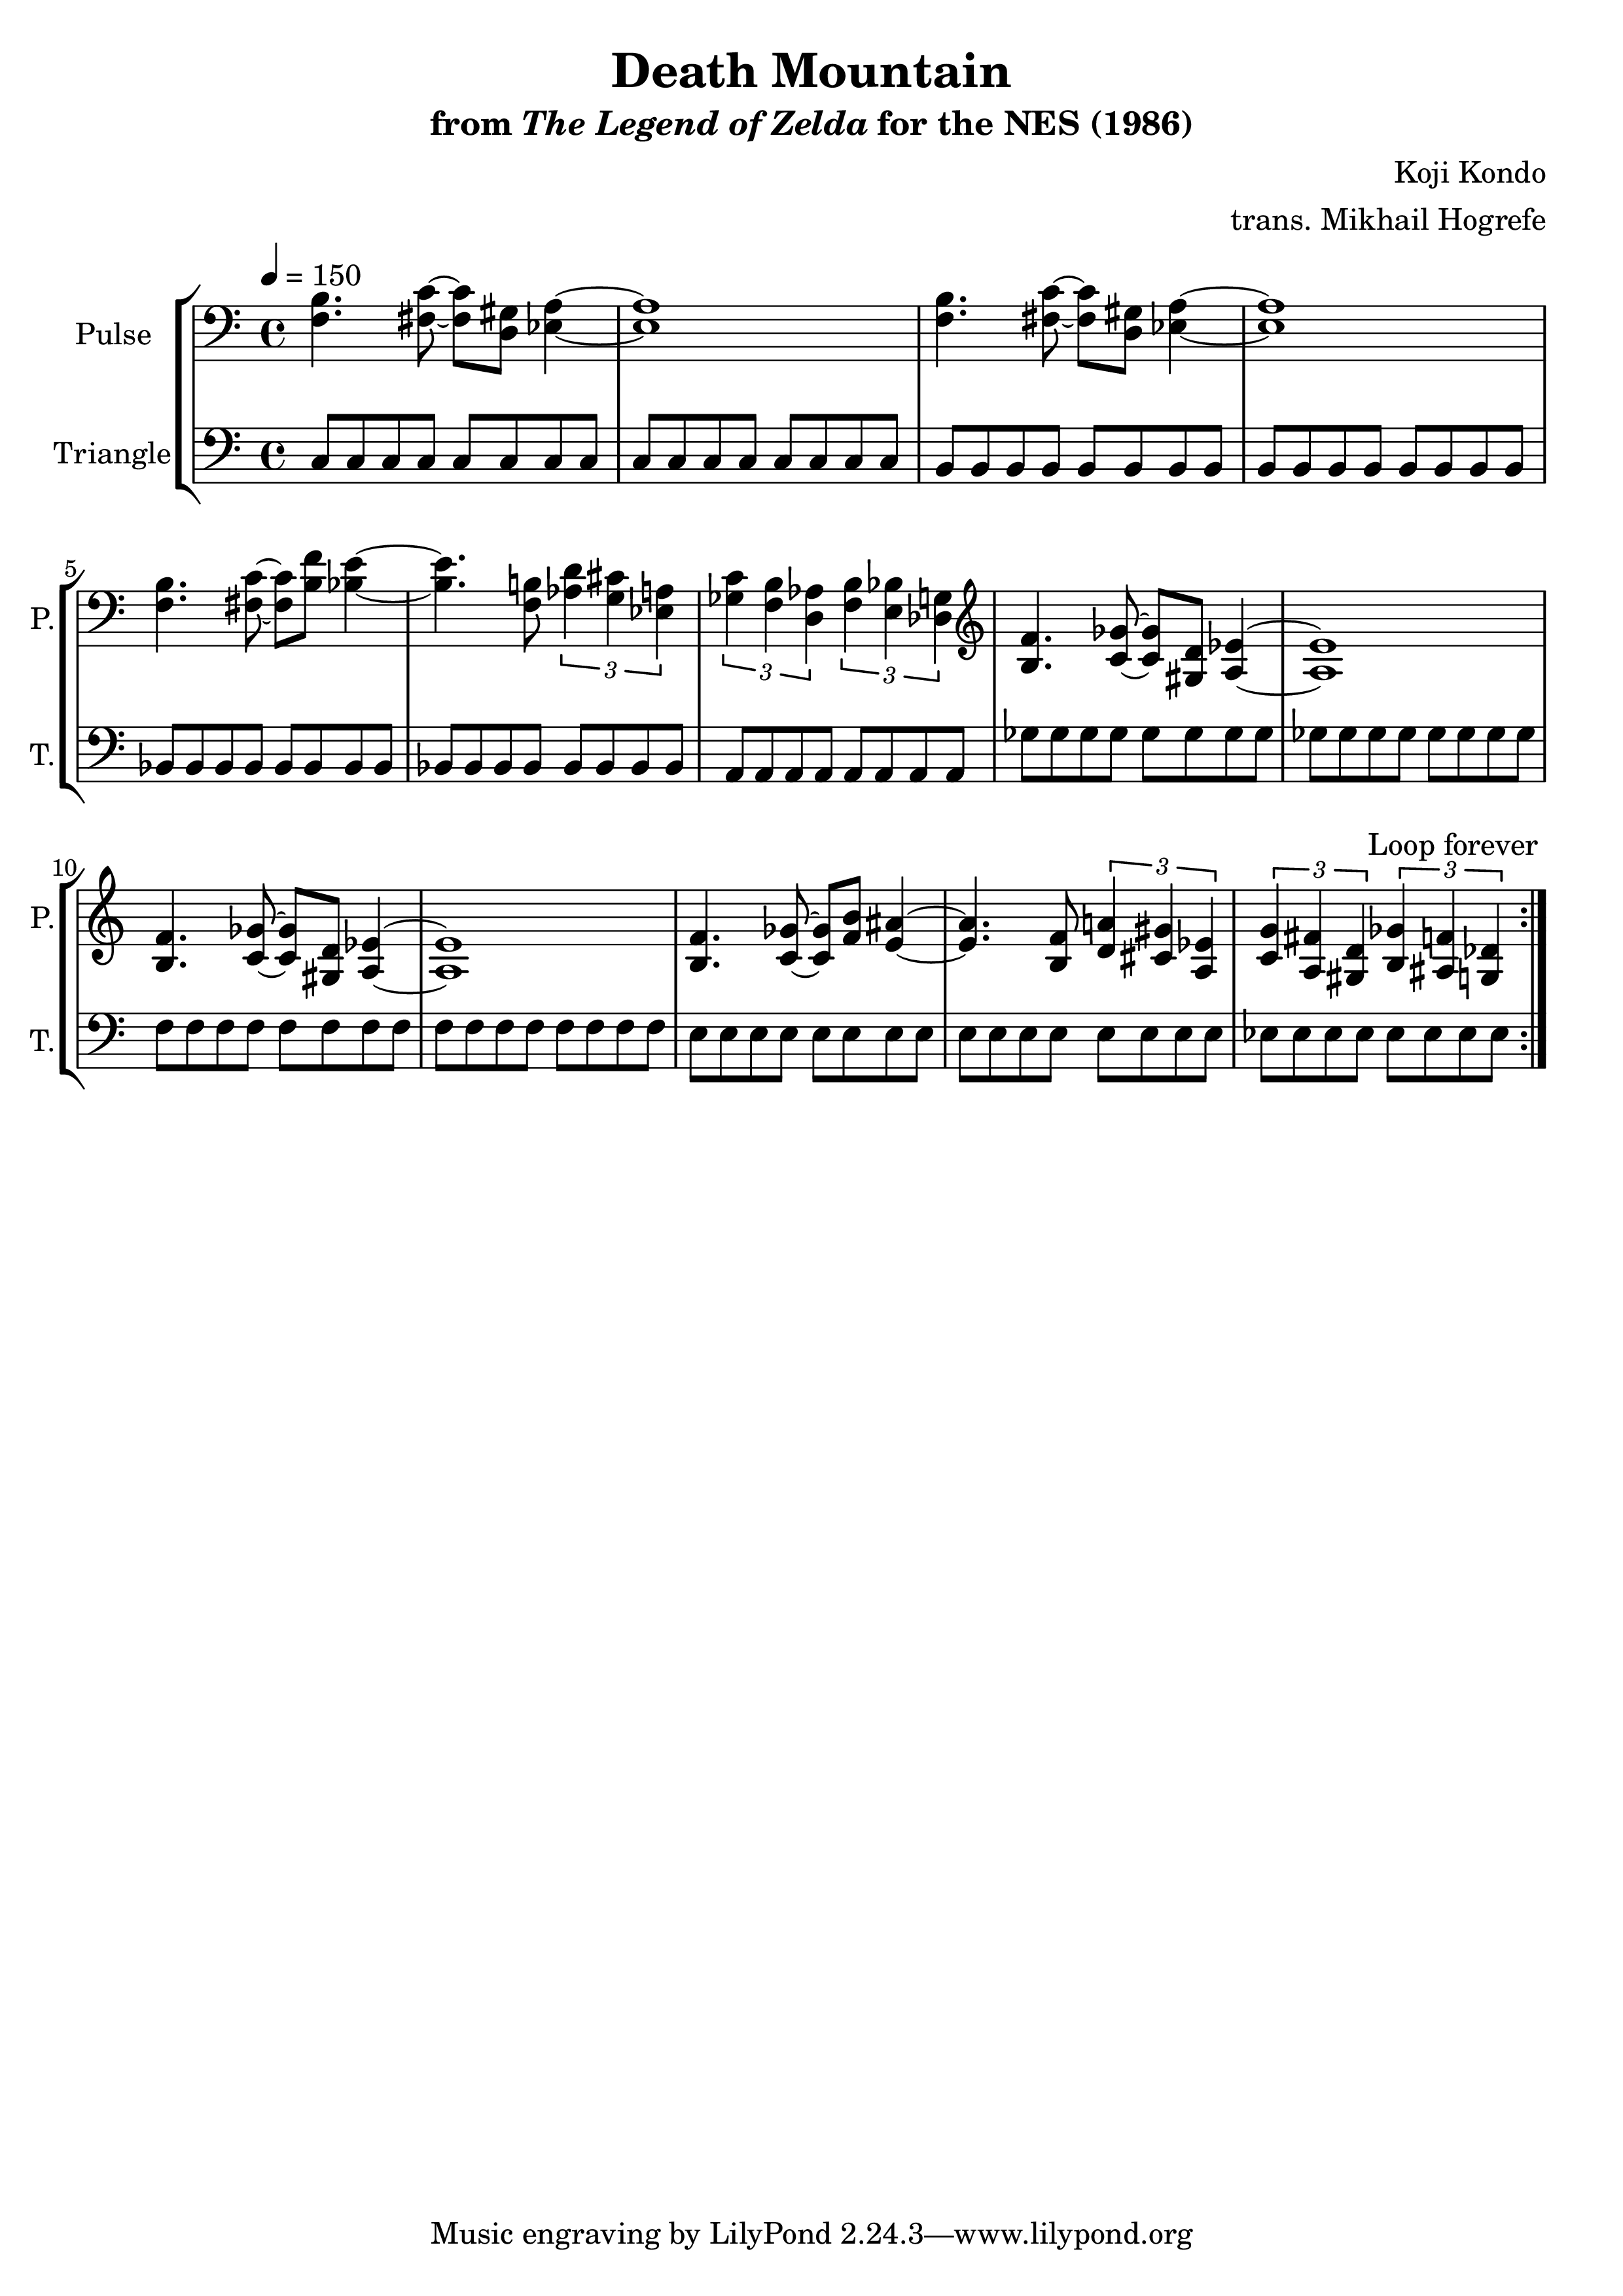 Death Mountain
from The Legend of Zelda for the NES (1986)
Koji Kondo
trans. Mikhail Hogrefe
= 150
Pulse
Triangle
5
P.
3
3
3
T.
10
Loop forever
P.
3
3
3
T.
Music engraving by LilyPond 2.24.3—www.lilypond.org